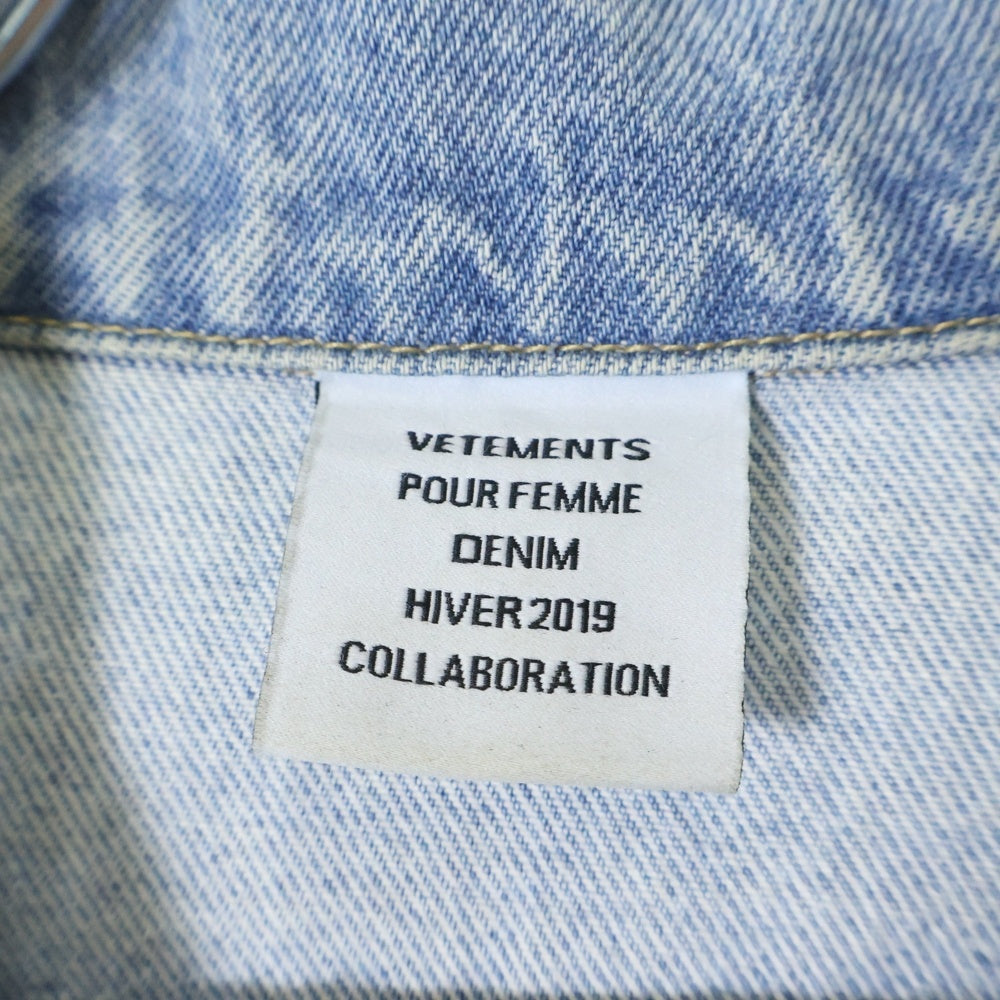 VETEMENTS
POUR FEMME
DENIM
HIVER 2019
COLLABORATION